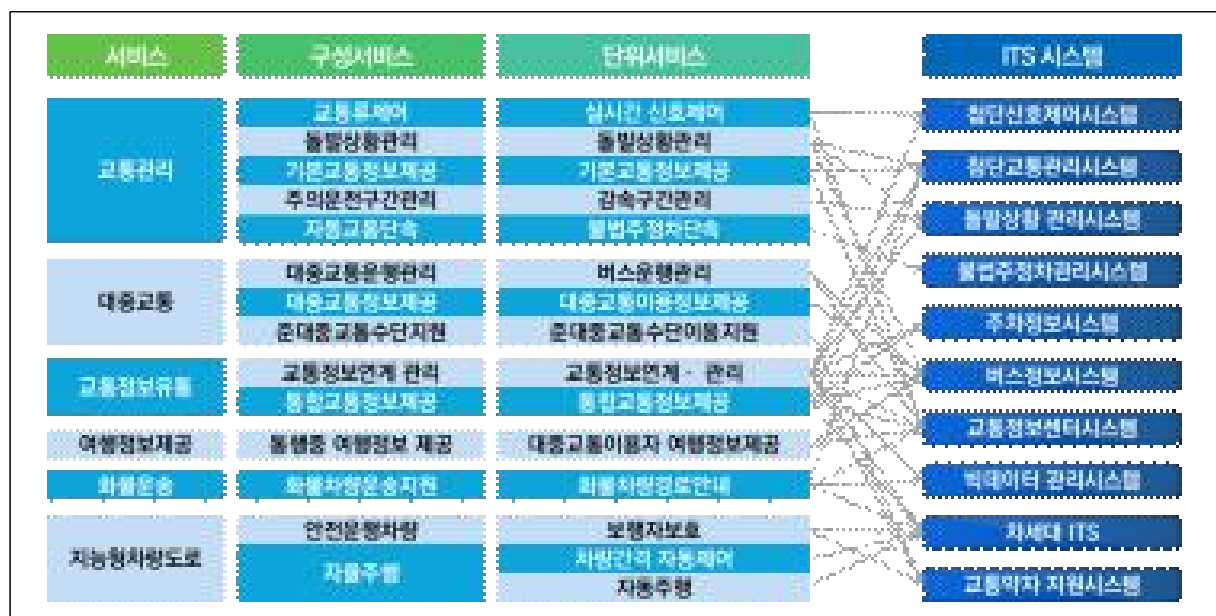 서비스 구성서비스 단위서비스 ITS 시스템
교통류제어 실시간 신호제어 첨단신호제어시스템
돌발상황관리 돌발상황관리
교통관리 기본교통정보제공 기본교통정보제공 첨단교통관리시스템
주의운전구간관리 감속구간관리 돌발상황 관리시스템
자동교통단속 불법주정차단속
대중교통운행관리 버스운행관리 불법주정차관리시스템
대중교통 대중교통정보제공 대중교통이용정보제공
준대중교통수단지원 준대중교통수단이용지원 주차정보시스템
교통정보연계 관리 교통정보연계 · 관리 버스정보시스템
교통정보유통 통합교통정보제공 통합교통정보제공
여행정보제공 통행중 여행정보 제공 대중교통이용자 여행정보제공 교통정보센터시스템
화물운송 화물차량운송지원 화물차량경로안내 빅데이터 관리시스템
안전운행차량 보행자보호 차세대 ITS
지능형차량도로 자율주행 차량간격 자동제어
자동주행 교통약자 지원시스템